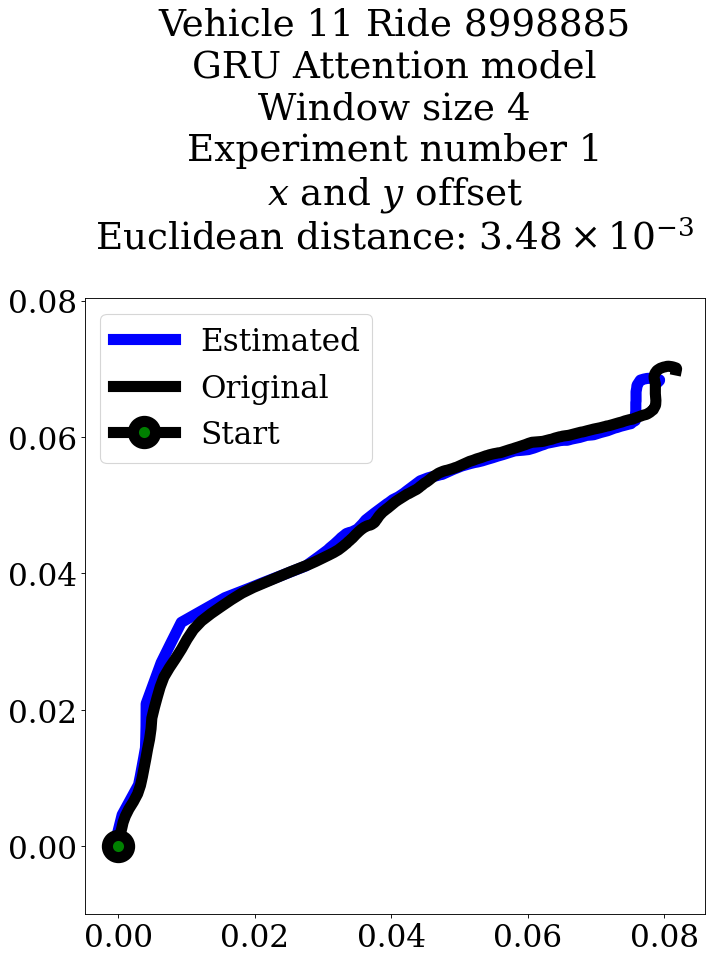 Vehicle 11 Ride 8998885
GRU Attention model
Window size 4
Experiment number 1
x and y offset
Euclidean distance: 3.48 × 10⁻³
0.08
Estimated
Original
Start
0.06
0.04
0.02
0.00
0.00 0.02 0.04 0.06 0.08